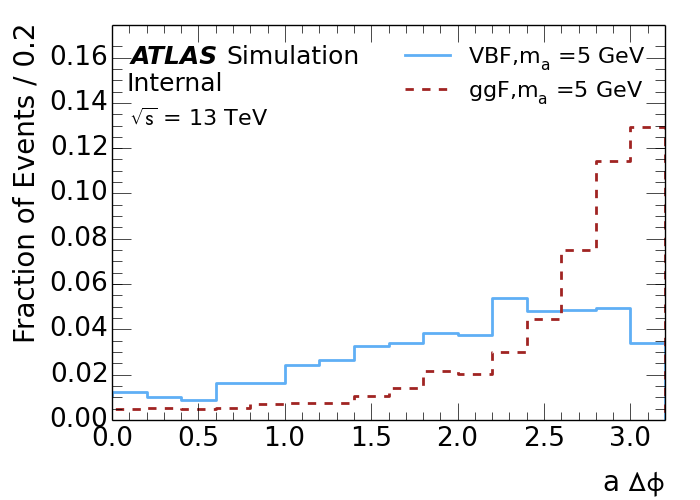 ATLAS Simulation
Internal
√s = 13 TeV
VBF,mₐ =5 GeV
ggF,mₐ =5 GeV
Fraction of Events / 0.2
0.16
0.14
0.12
0.10
0.08
0.06
0.04
0.02
0.00
0.0 0.5 1.0 1.5 2.0 2.5 3.0
a Δϕ